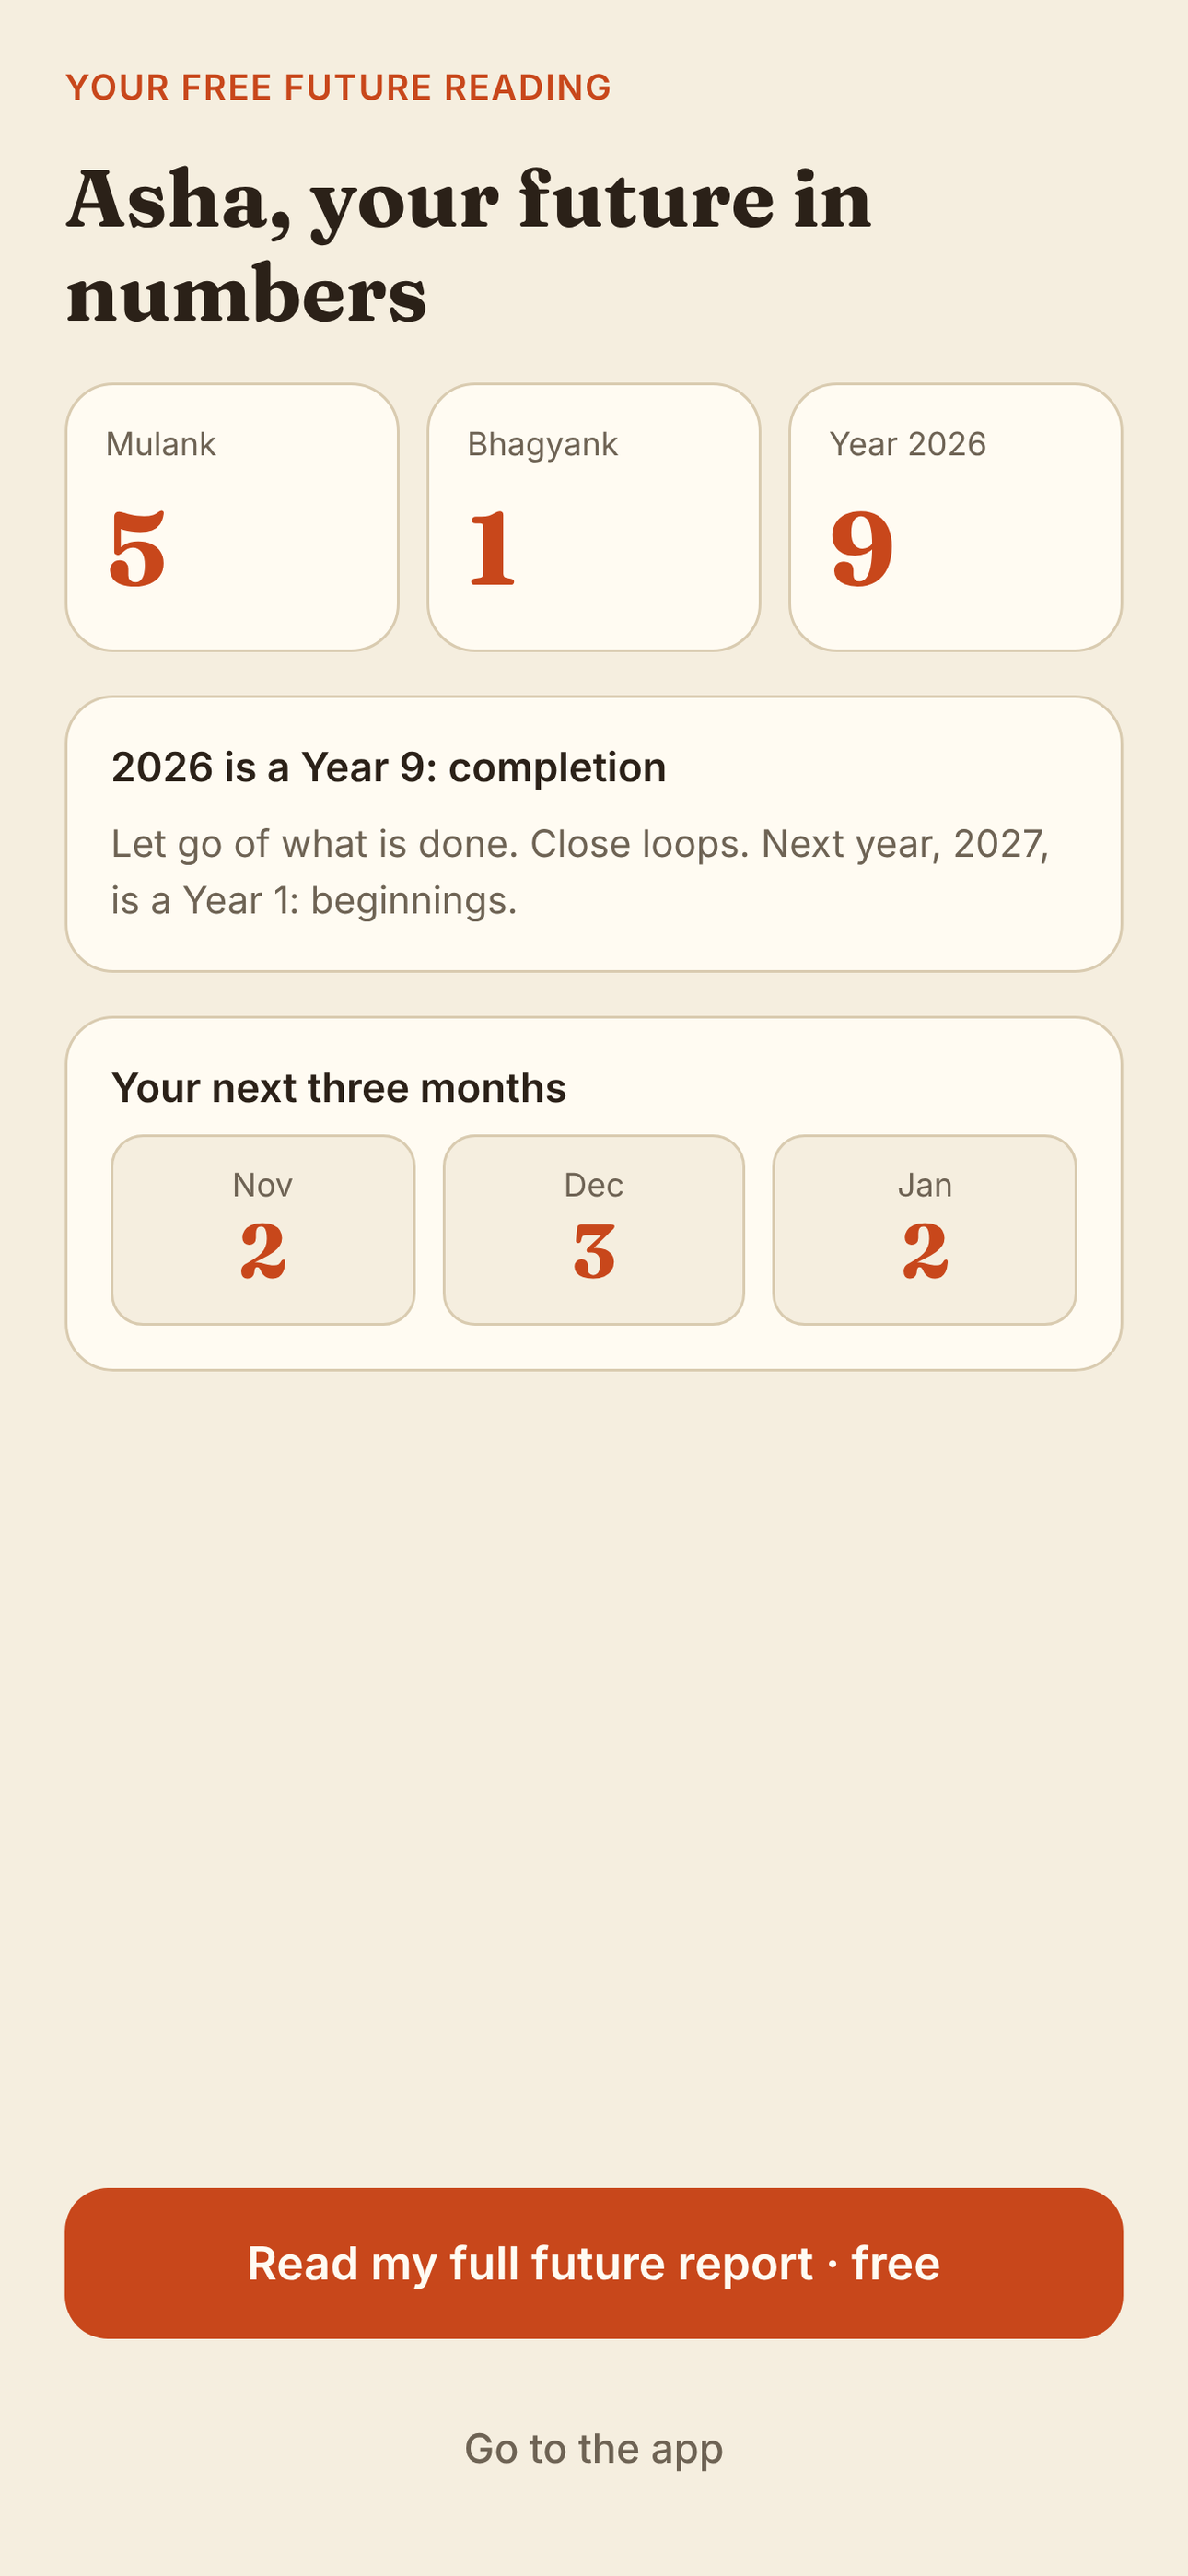 YOUR FREE FUTURE READING
Asha, your future in
numbers
Mulank
5
Bhagyank
1
Year 2026
9
2026 is a Year 9: completion
Let go of what is done. Close loops. Next year, 2027,
is a Year 1: beginnings.
Your next three months
Nov
2
Dec
3
Jan
2
Read my full future report · free
Go to the app